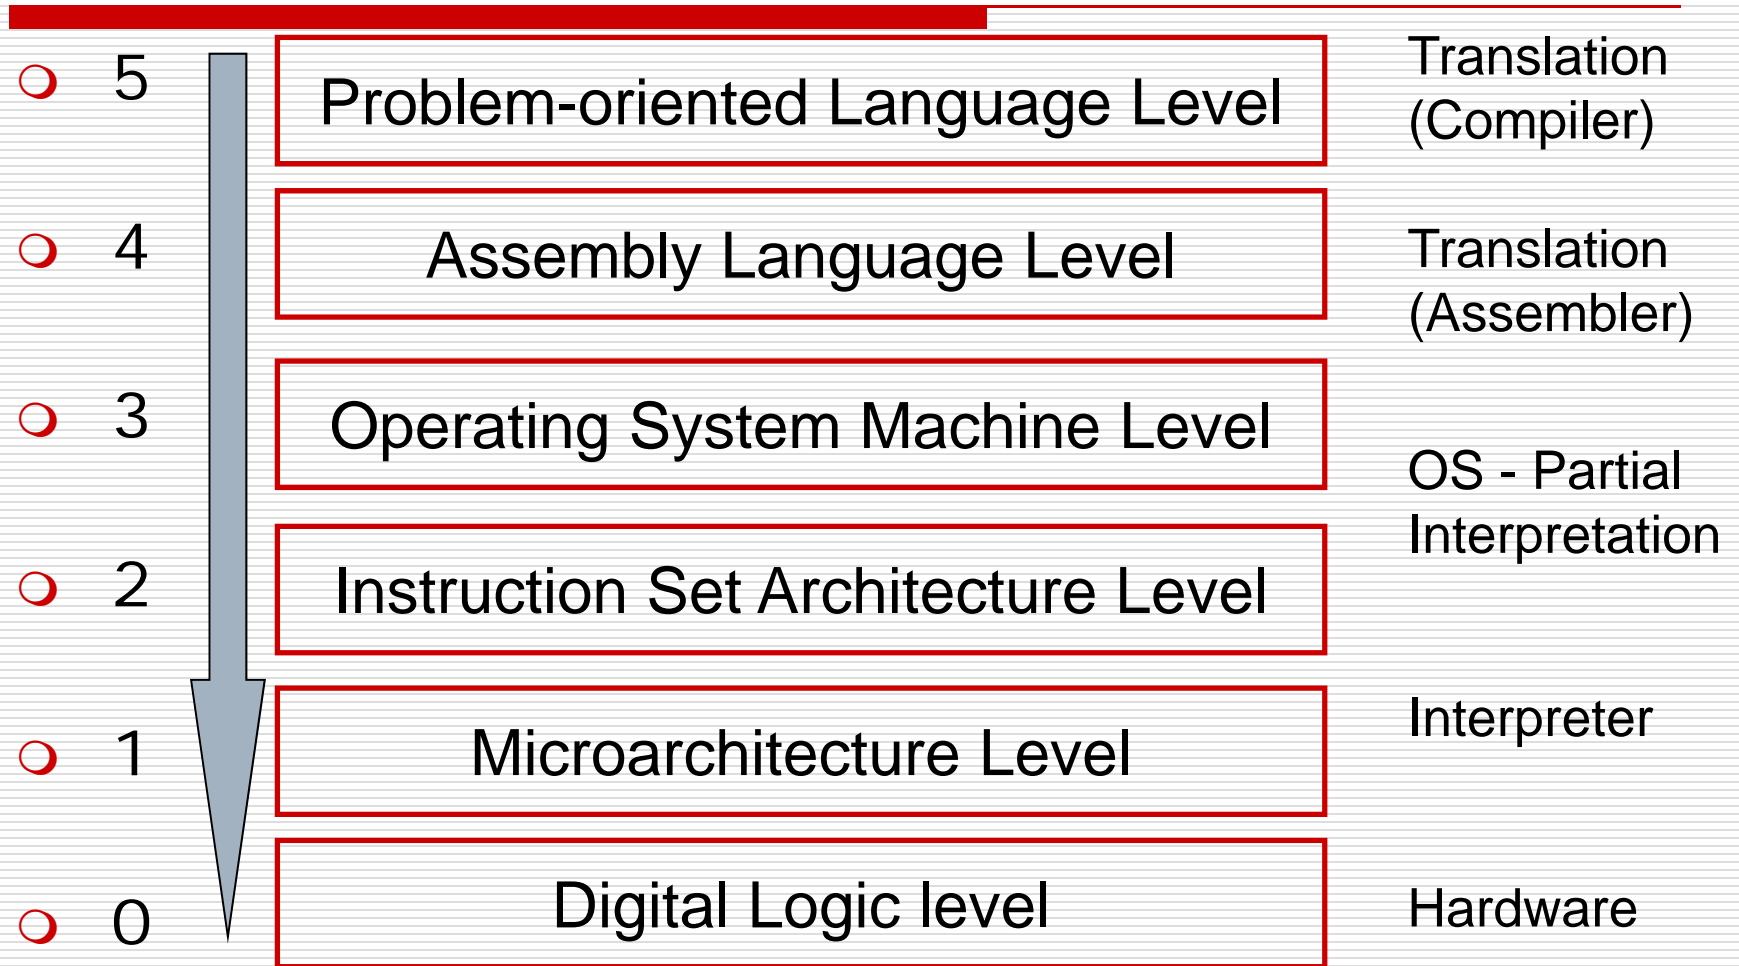 5
Problem-oriented Language Level
Translation
(Compiler)
4
Assembly Language Level
Translation
(Assembler)
3
Operating System Machine Level
OS - Partial
Interpretation
2
Instruction Set Architecture Level
1
Microarchitecture Level
Interpreter
0
Digital Logic level
Hardware